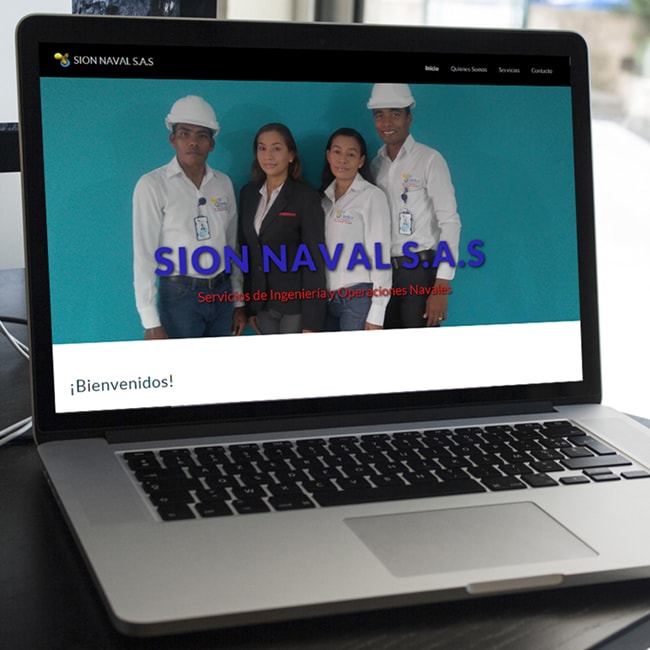 SION NAVAL S.A.S
Inicio Quienes Somos Servicios Contacto
SION NAVAL S.A.S
Servicios de Ingeniería y Operaciones Navales
¡Bienvenidos!